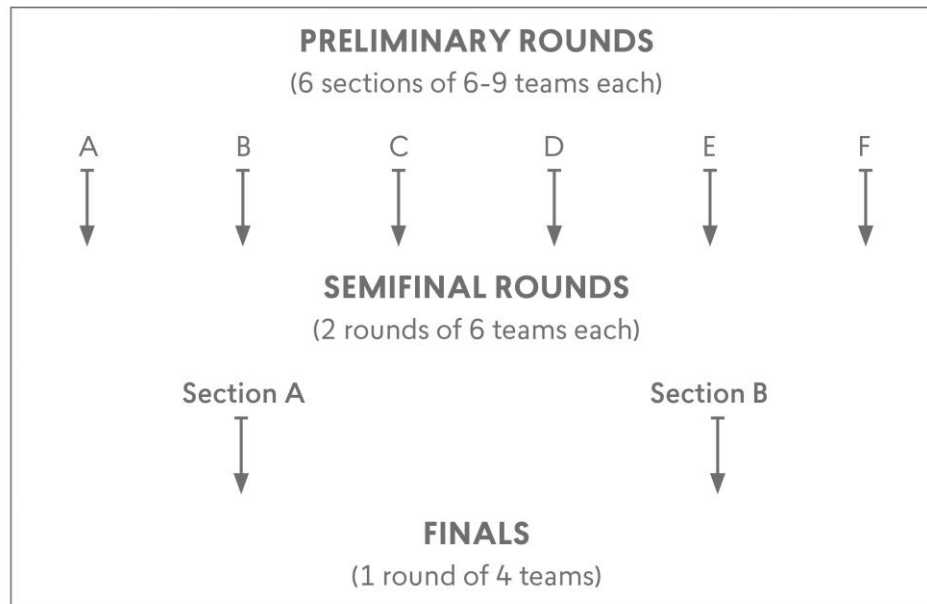 PRELIMINARY ROUNDS
(6 sections of 6-9 teams each)
A B C D E F
SEMIFINAL ROUNDS
(2 rounds of 6 teams each)
Section A Section B
FINALS
(1 round of 4 teams)